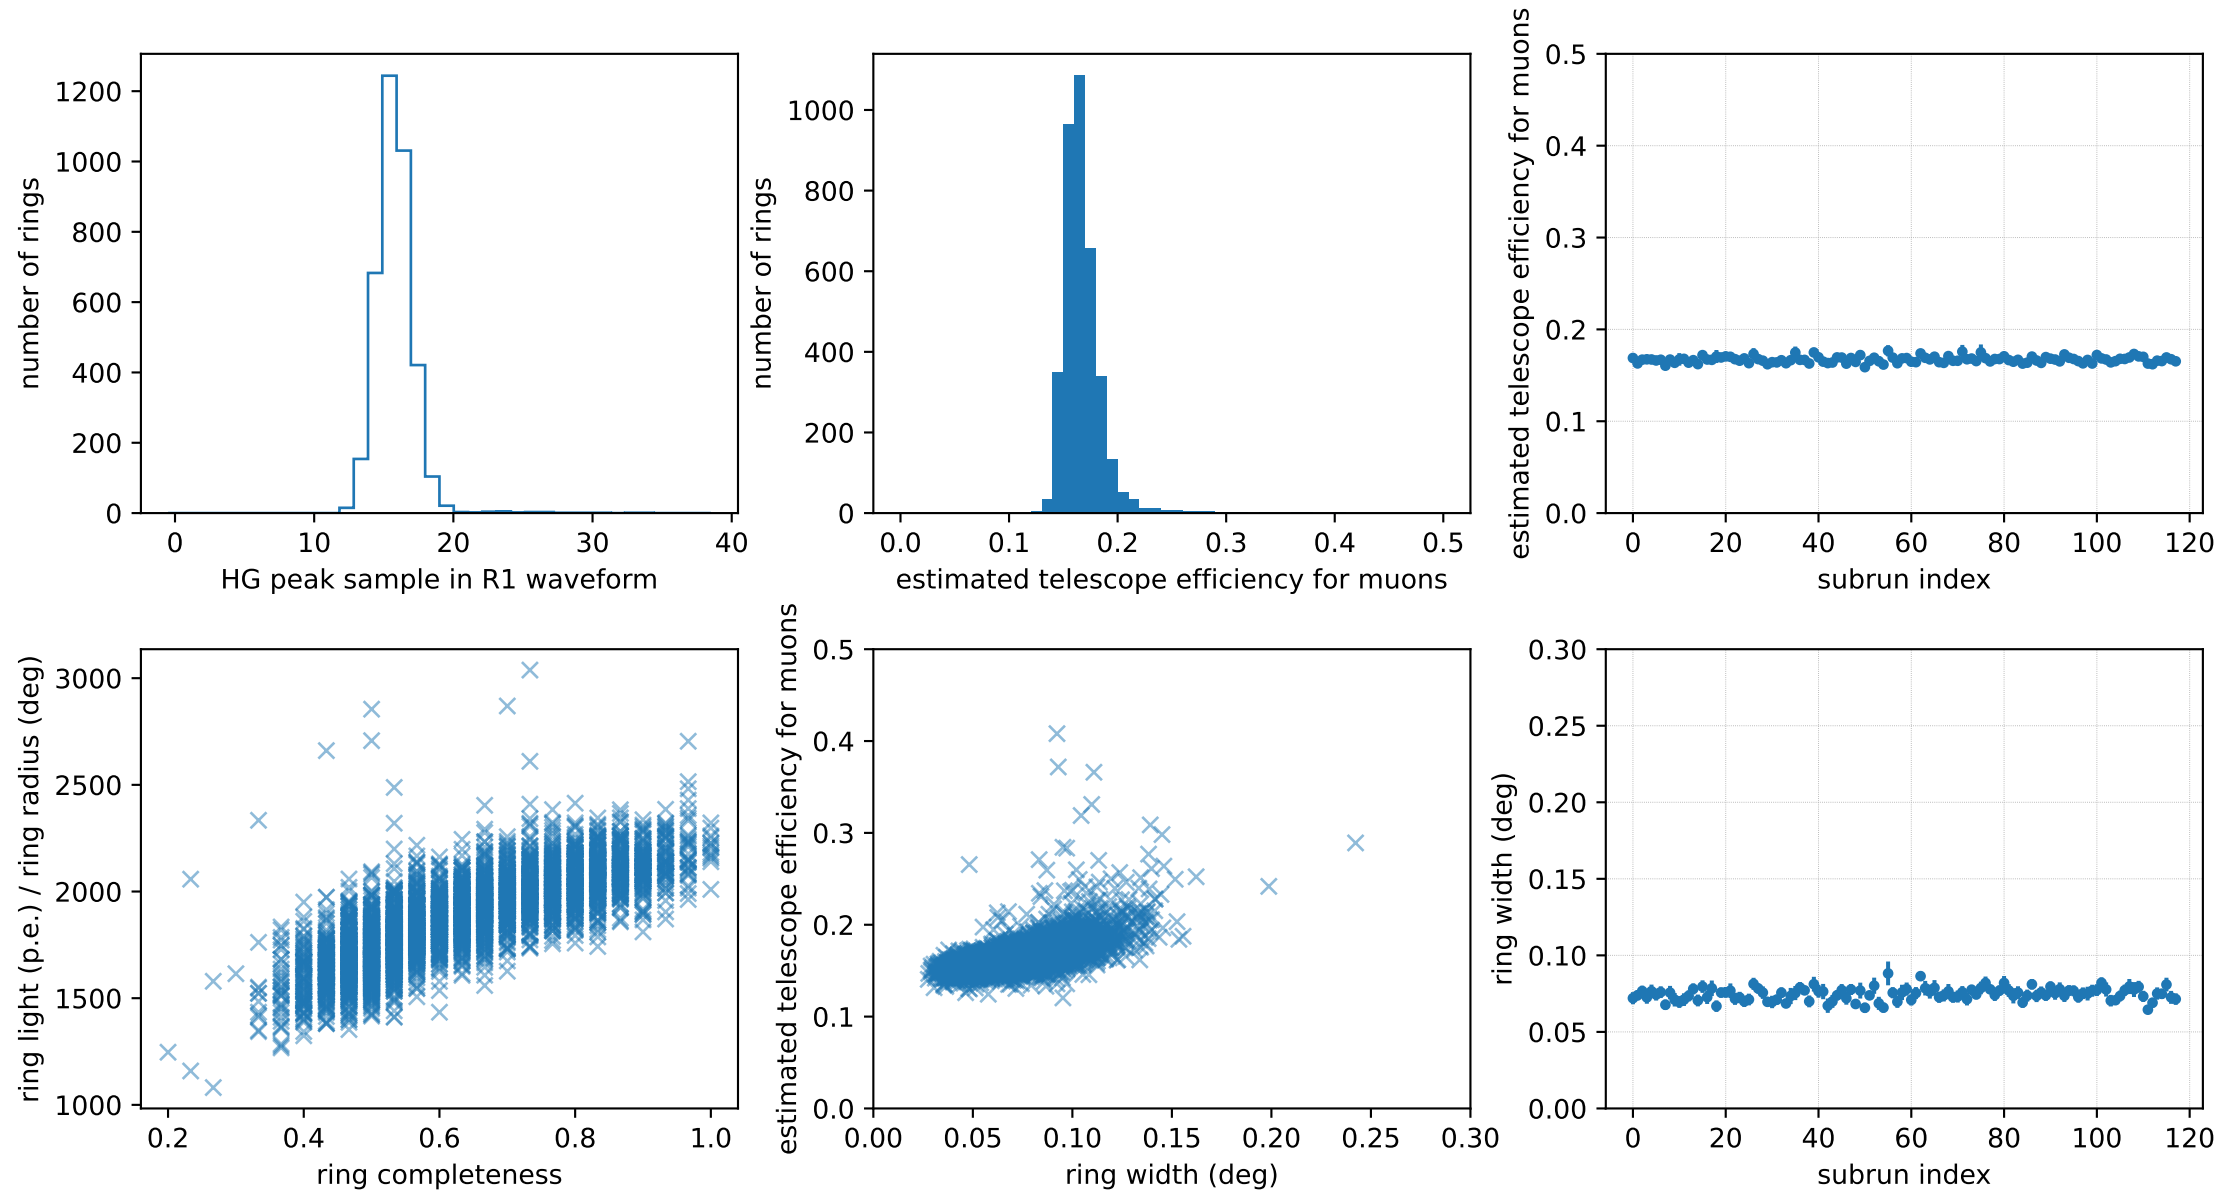 number of rings
1200
1000
800
600
400
200
0
0 10 20 30 40
HG peak sample in R1 waveform
number of rings
1000
800
600
400
200
0
0.0 0.1 0.2 0.3 0.4 0.5
estimated telescope efficiency for muons
estimated telescope efficiency for muons
0.5
0.4
0.3
0.2
0.1
0.0
0 20 40 60 80 100 120
subrun index
ring light (p.e.) / ring radius (deg)
3000
2500
2000
1500
1000
0.2 0.4 0.6 0.8 1.0
ring completeness
estimated telescope efficiency for muons
0.5
0.4
0.3
0.2
0.1
0.0
0.00 0.05 0.10 0.15 0.20 0.25 0.30
ring width (deg)
ring width (deg)
0.30
0.25
0.20
0.15
0.10
0.05
0.00
0 20 40 60 80 100 120
subrun index